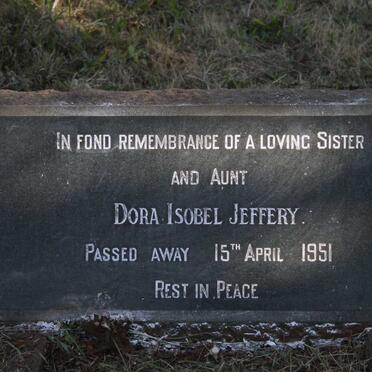 In fond remembrance of a loving Sister
and Aunt
Dora Isobel Jeffery.
Passed away 15th April 1951
Rest in Peace